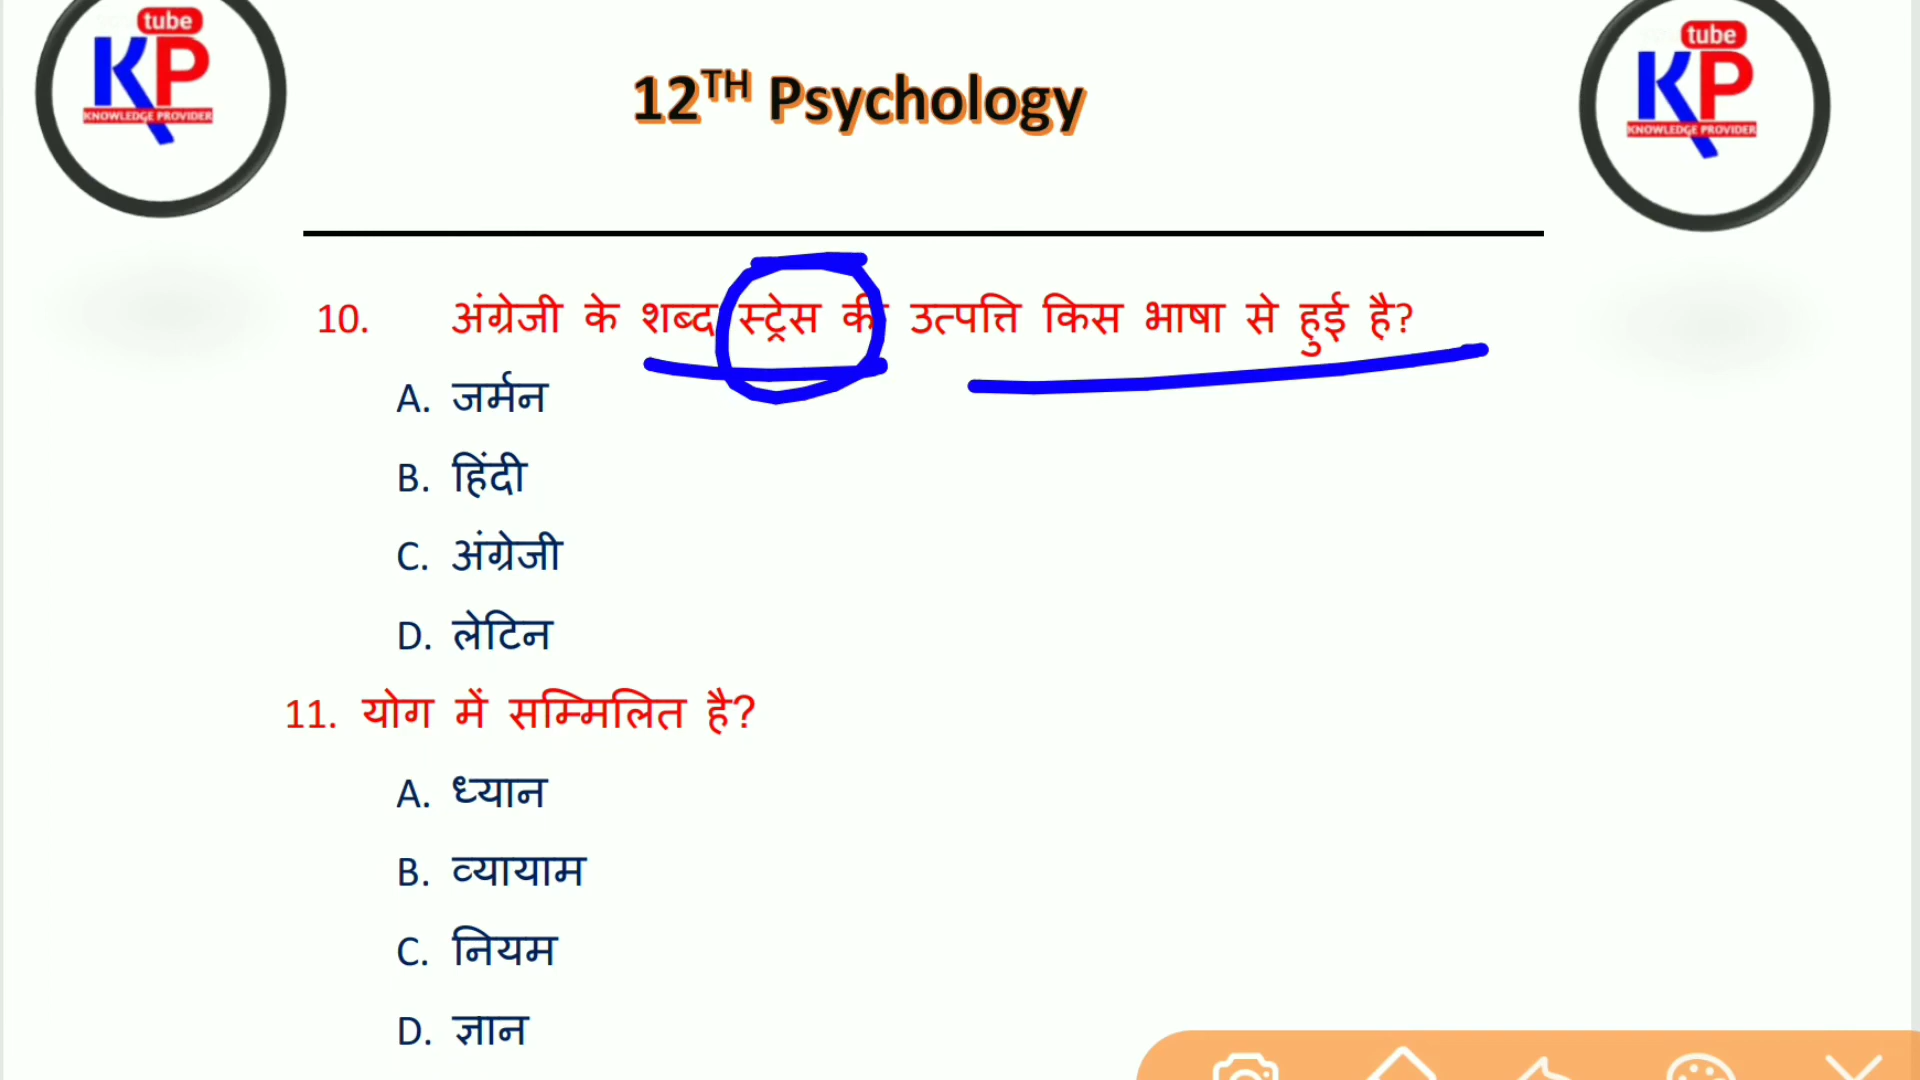 tube
KP
KNOWLEDGE PROVIDER
12TH Psychology
tube
KP
KNOWLEDGE PROVIDER
10. अंग्रेजी के शब्द स्ट्रेस की उत्पत्ति किस भाषा से हुई है?
A. जर्मन
B. हिंदी
C. अंग्रेजी
D. लेटिन
11. योग में सम्मिलित है?
A. ध्यान
B. व्यायाम
C. नियम
D. ज्ञान